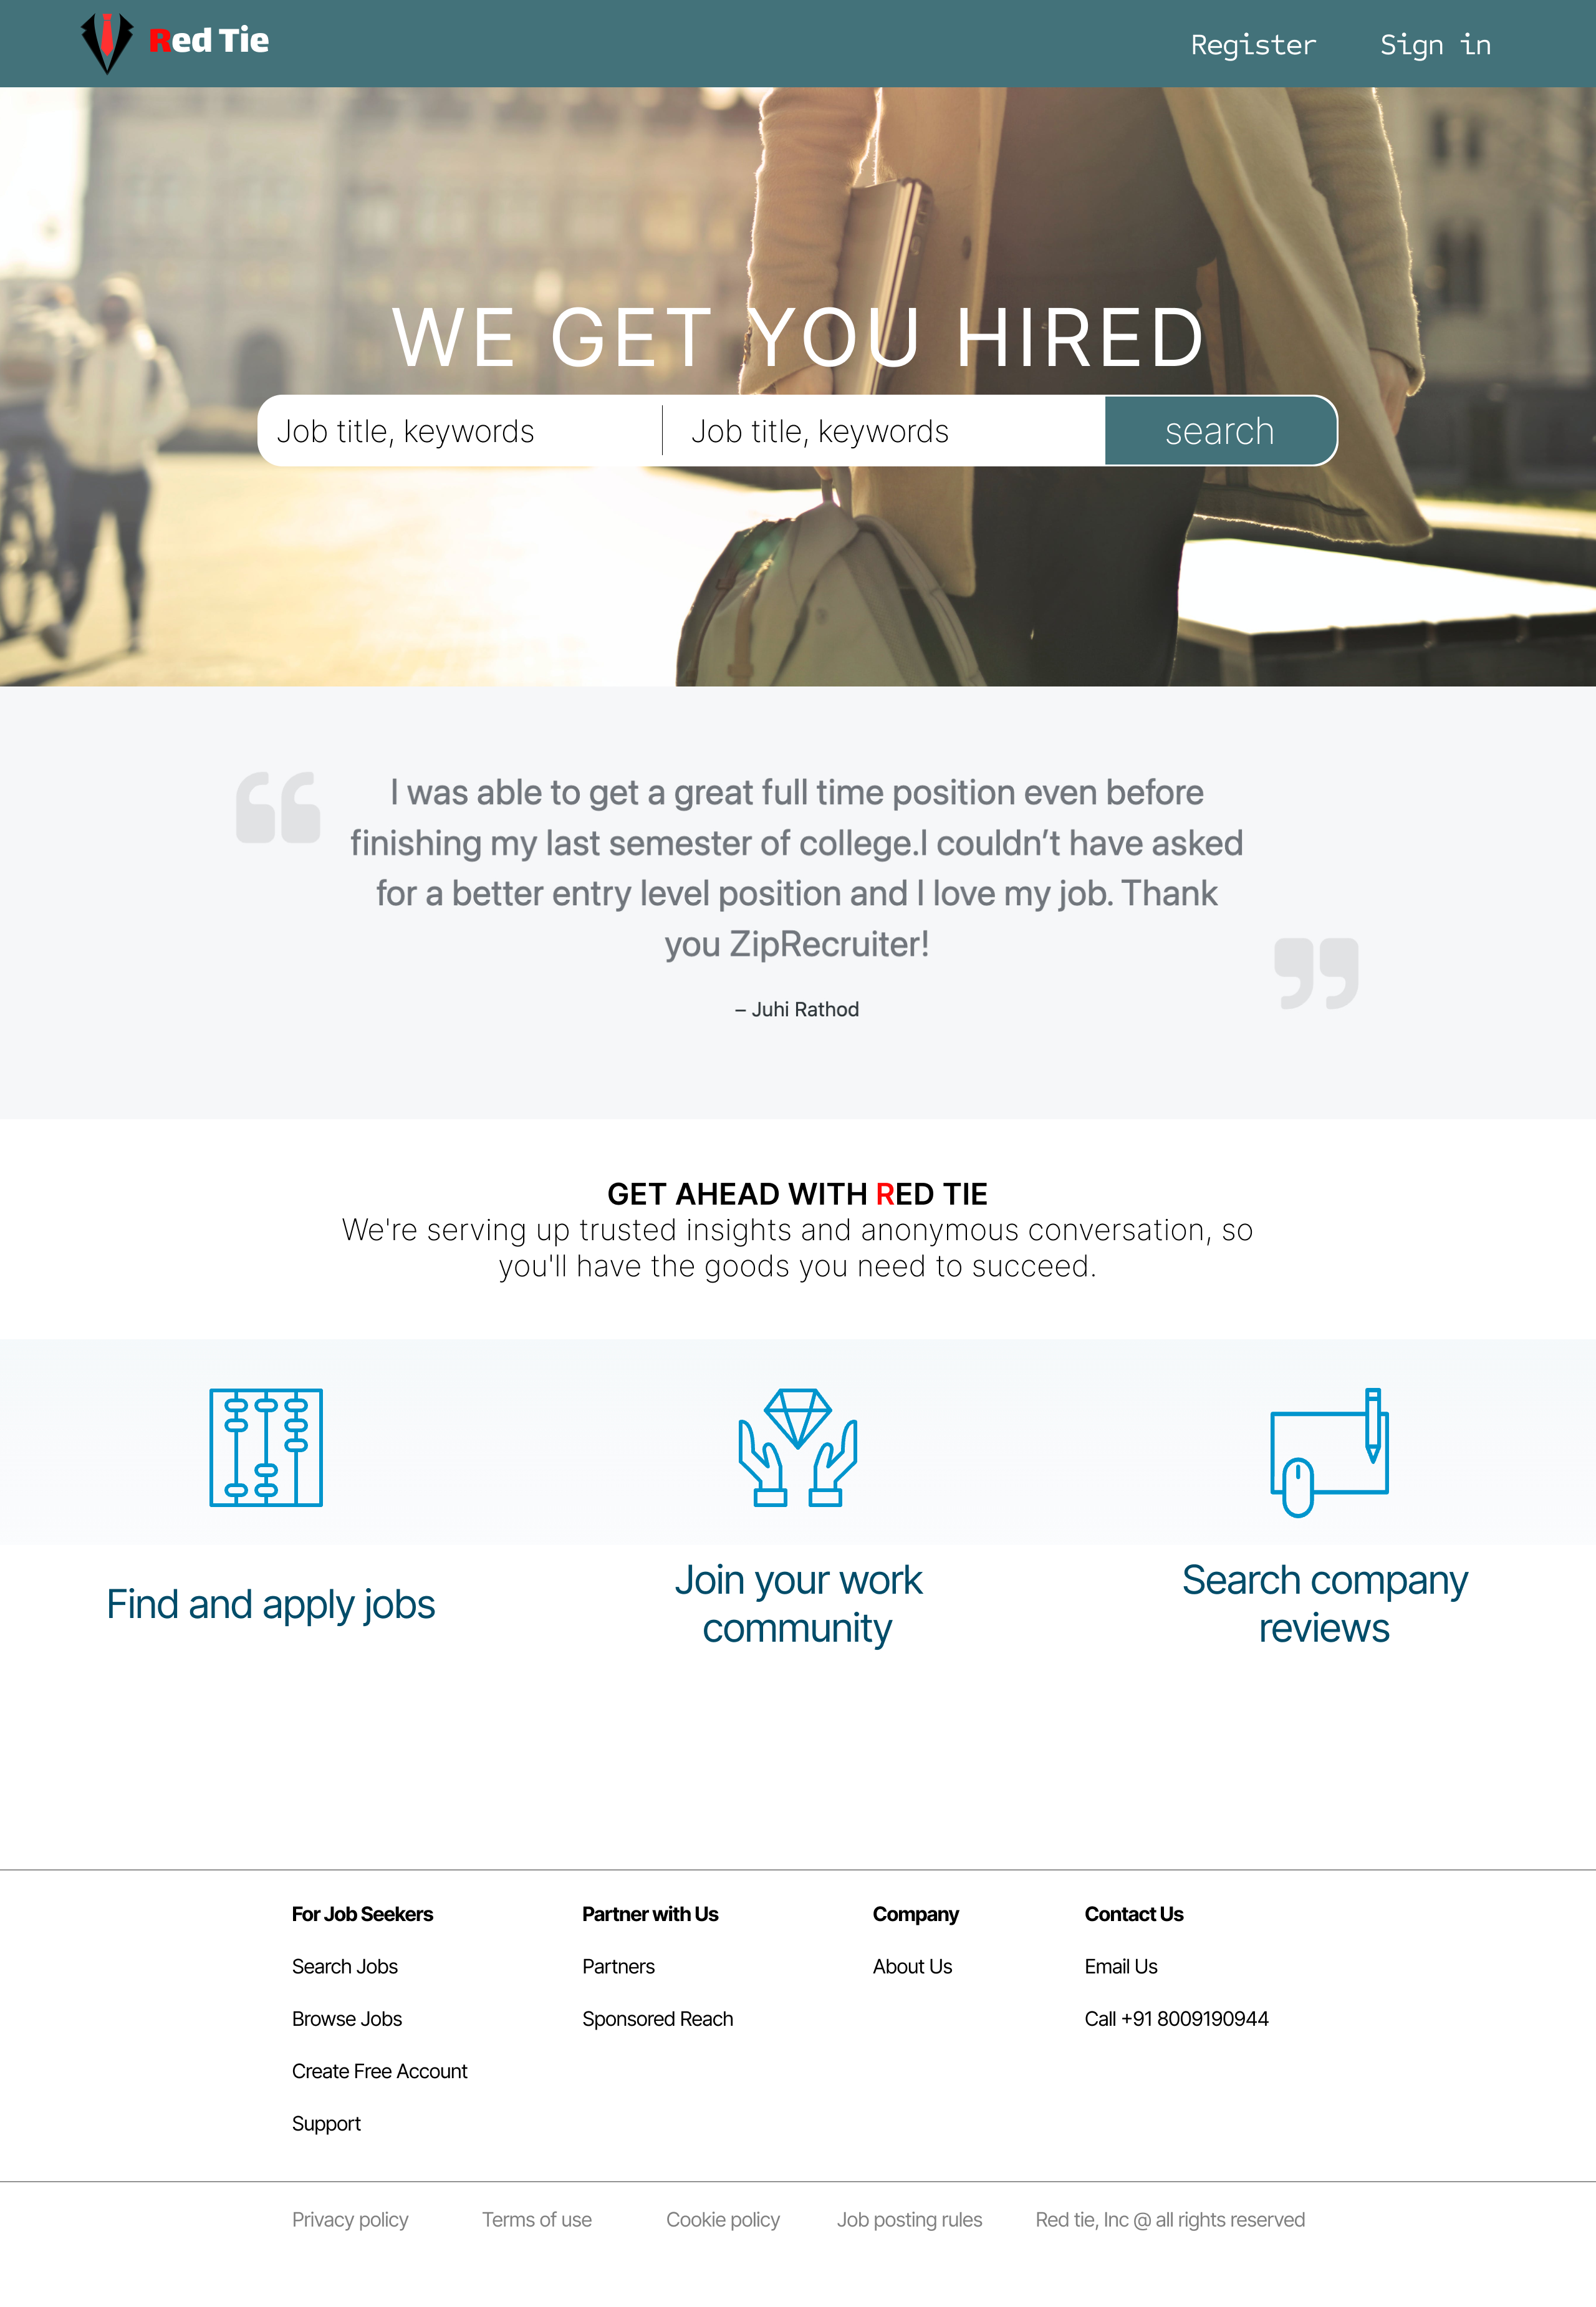 Red Tie
Register
Sign in
WE GET YOU HIRED
Job title, keywords
Job title, keywords
search
I was able to get a great full time position even before
finishing my last semester of college.I couldn’t have asked
for a better entry level position and I love my job. Thank
you ZipRecruiter!
– Juhi Rathod
GET AHEAD WITH RED TIE
We're serving up trusted insights and anonymous conversation, so
you'll have the goods you need to succeed.
Find and apply jobs
Join your work
community
Search company
reviews
For Job Seekers
Search Jobs
Browse Jobs
Create Free Account
Support
Partner with Us
Partners
Sponsored Reach
Company
About Us
Contact Us
Email Us
Call +91 8009190944
Privacy policy
Terms of use
Cookie policy
Job posting rules
Red tie, Inc @ all rights reserved